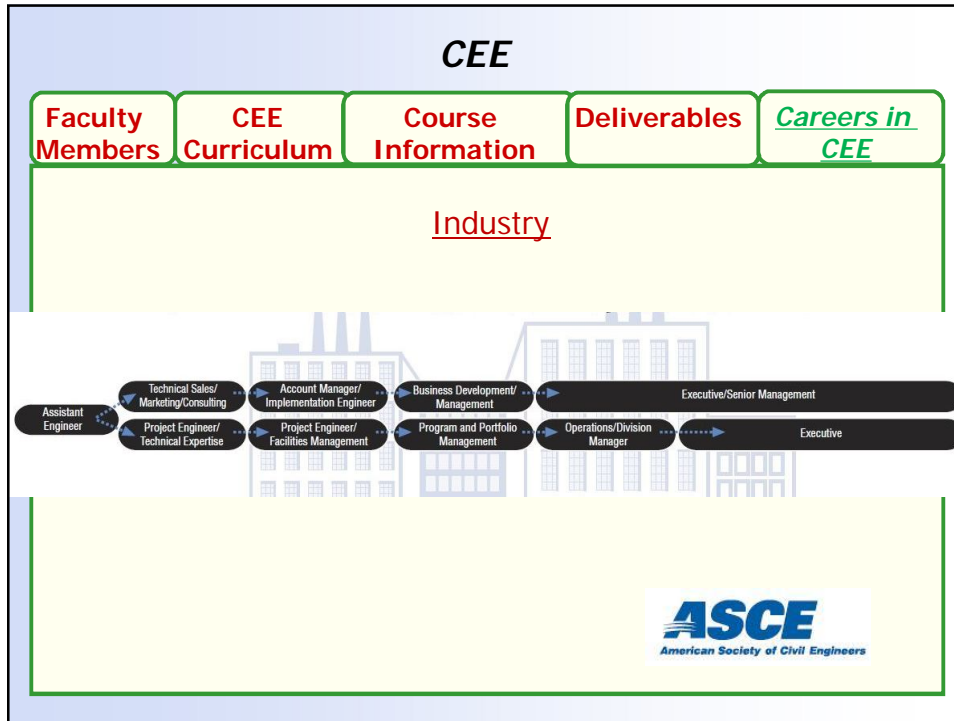 CEE
Faculty
Members
CEE
Curriculum
Course
Information
Deliverables
Careers in
CEE
Industry
Assistant
Engineer
Technical Sales/
Marketing/Consulting
Account Manager/
Implementation Engineer
Business Development/
Management
Executive/Senior Management
Project Engineer/
Technical Expertise
Project Engineer/
Facilities Management
Program and Portfolio
Management
Operations/Division
Manager
Executive
ASCE
American Society of Civil Engineers